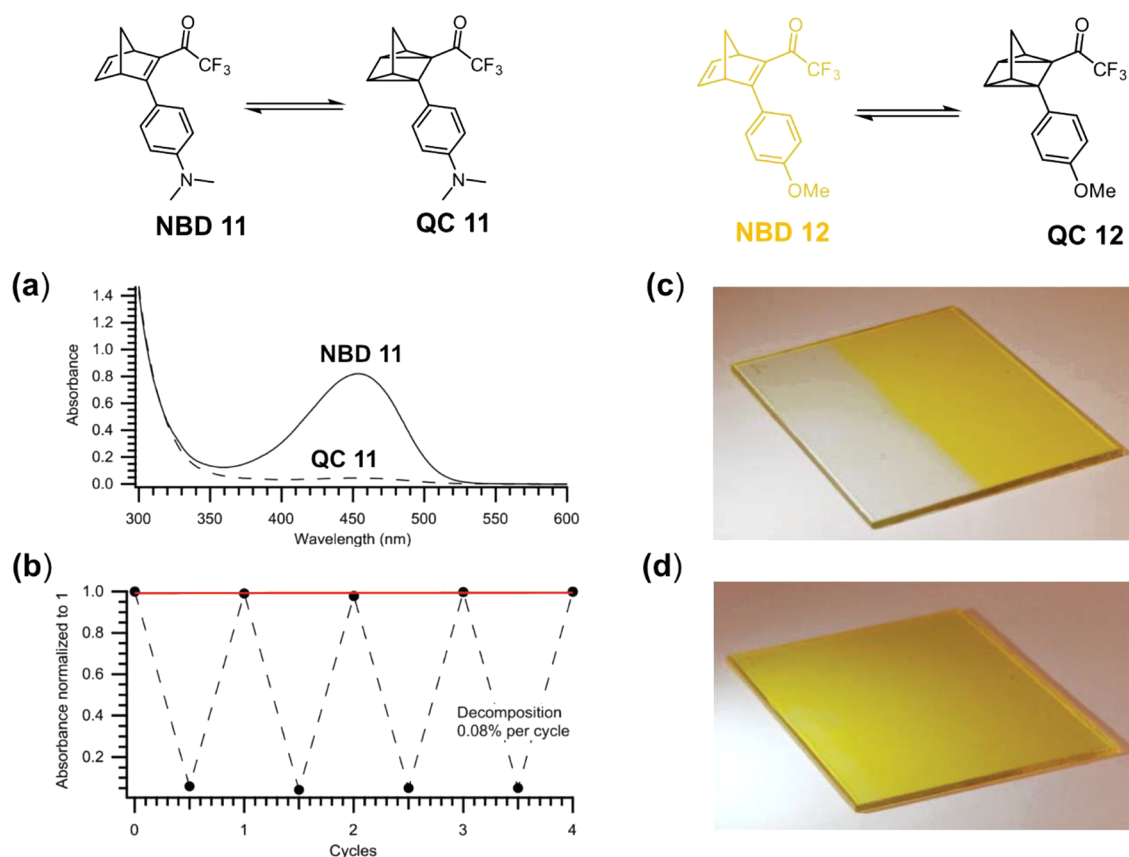 O
CF3
N
NBD 11
O
CF3
N
QC 11
O
CF3
OMe
NBD 12
O
CF3
OMe
QC 12
(a)
1.4
1.2
1.0
0.8
0.6
0.4
0.2
0.0
Absorbance
NBD 11
QC 11
300 350 400 450 500 550 600
Wavelength (nm)
(b)
1.0
0.8
0.6
0.4
0.2
Absorbance normalized to 1
Decomposition
0.08% per cycle
0 1 2 3 4
Cycles
(c)
(d)